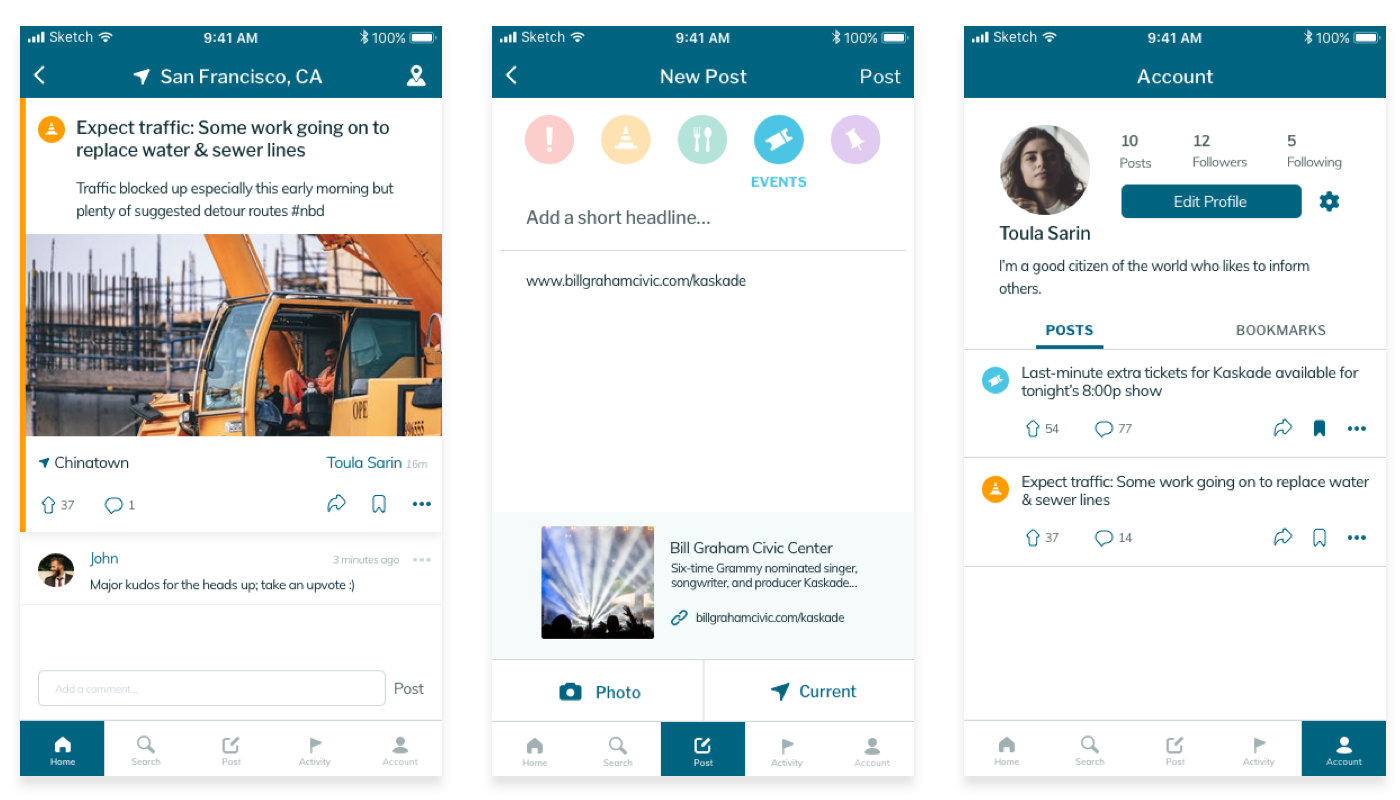 Sketch 9:41 AM 100%
San Francisco, CA
Expect traffic: Some work going on to
replace water & sewer lines
Traffic blocked up especially this early morning but
plenty of suggested detour routes #nbd
OPE
Chinatown Toula Sarin 16m
37 1
John 3 minutes ago
Major kudos for the heads up; take an upvote :)
Add a comment... Post
Home Search Post Activity Account
Sketch 9:41 AM 100%
New Post Post
EVENTS
Add a short headline...
www.billgrahamcivic.com/kaskade
Bill Graham Civic Center
Six-time Grammy nominated singer,
songwriter, and producer Kaskade...
billgrahamcivic.com/kaskade
Photo Current
Home Search Post Activity Account
Sketch 9:41 AM 100%
Account
10 12 5
Posts Followers Following
Edit Profile
Toula Sarin
I'm a good citizen of the world who likes to inform
others.
POSTS BOOKMARKS
Last-minute extra tickets for Kaskade available for
tonight's 8:00p show
54 77
Expect traffic: Some work going on to replace water
& sewer lines
37 14
Home Search Post Activity Account